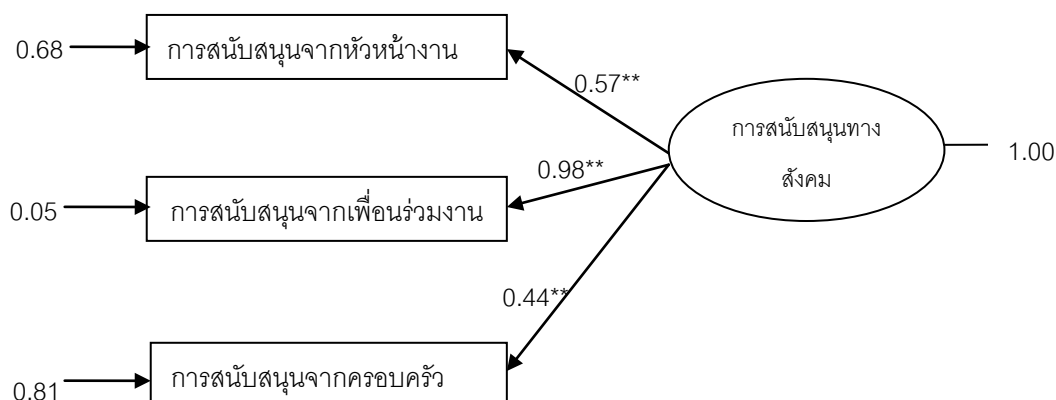 0.68
การสนับสนุนจากหัวหน้างาน
0.57**
การสนับสนุนทาง
สังคม
1.00
0.98**
0.05
การสนับสนุนจากเพื่อนร่วมงาน
0.44**
0.81
การสนับสนุนจากครอบครัว